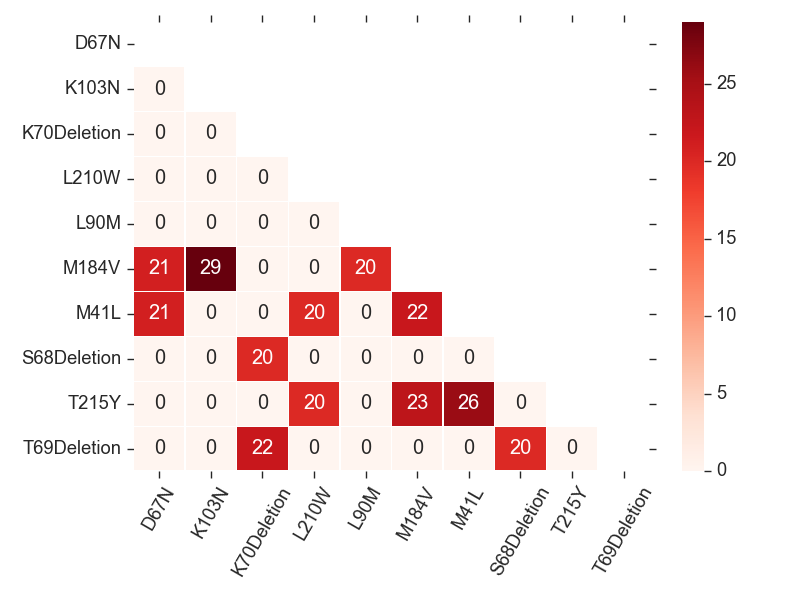 D67N
K103N 0
K70Deletion 0 0
L210W 0 0 0
L90M 0 0 0 0
M184V 21 29 0 0 20
M41L 21 0 0 20 0 22
S68Deletion 0 0 20 0 0 0 0
T215Y 0 0 0 20 0 23 26 0
T69Deletion 0 0 22 0 0 0 0 20 0
D67N K103N K70Deletion L210W L90M M184V M41L S68Deletion T215Y T69Deletion
25
20
15
10
5
0